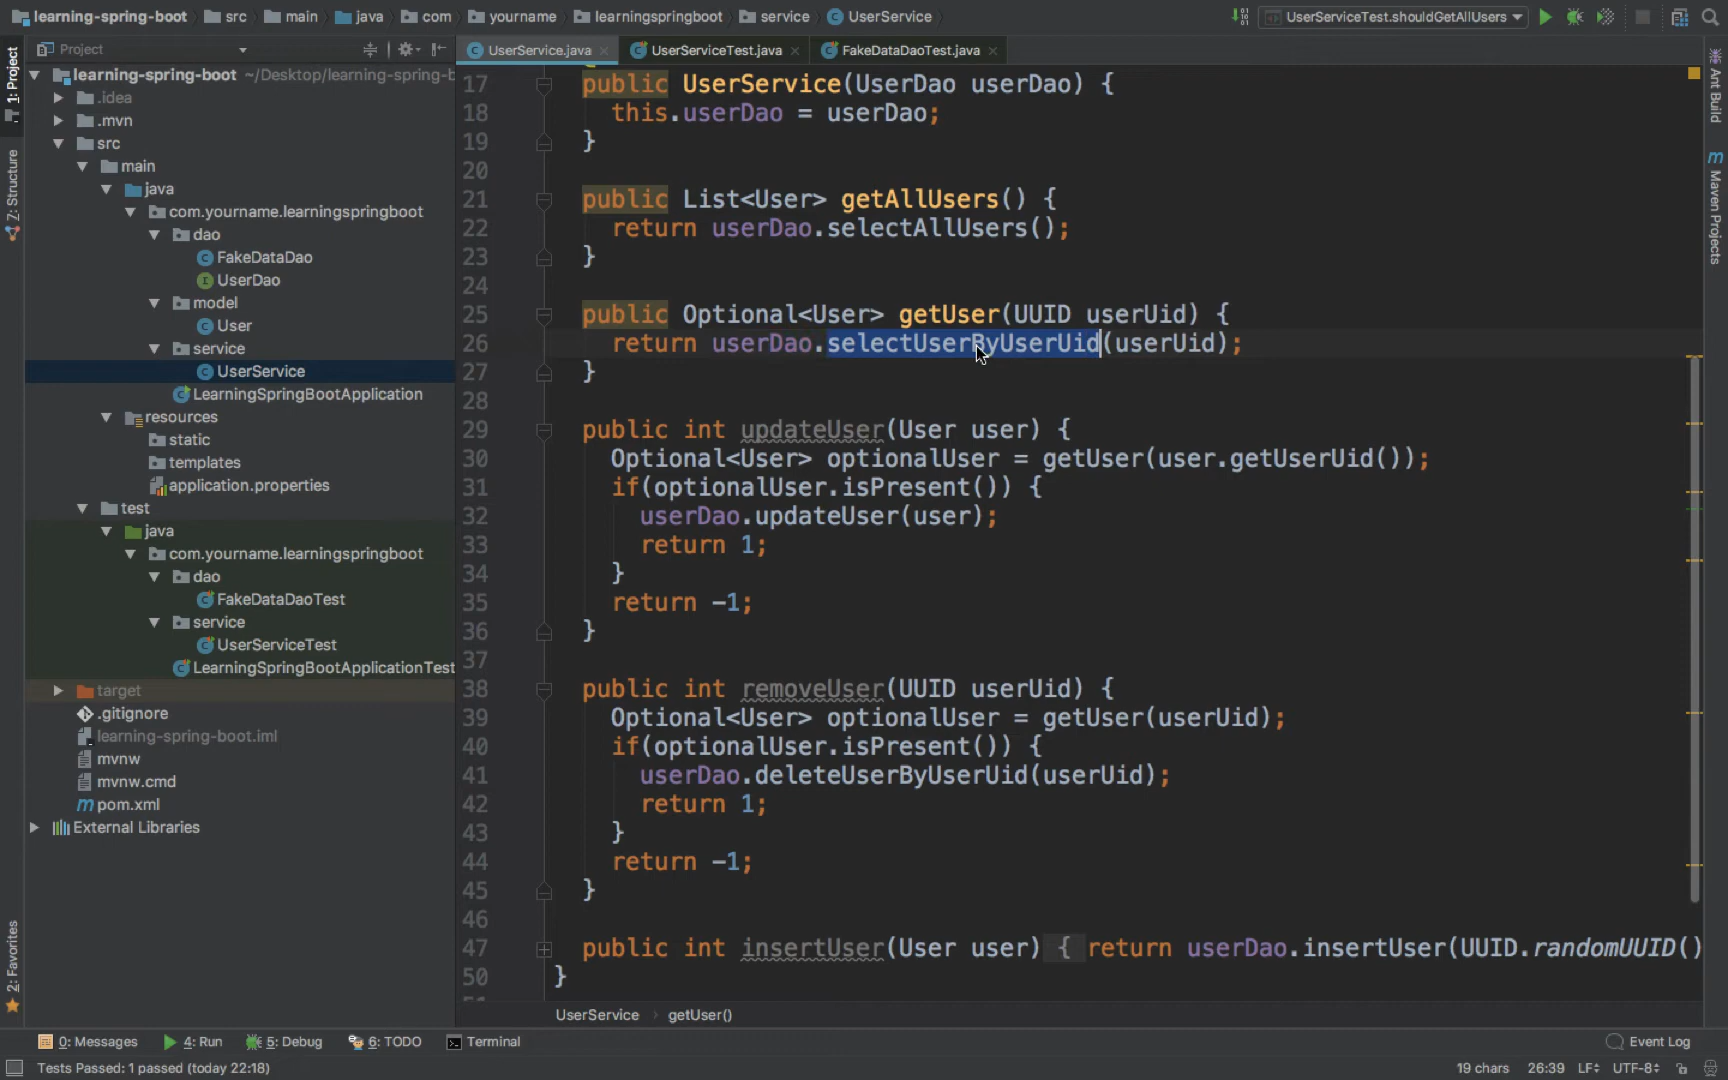 learning-spring-boot src main java com yourname learningspringboot service UserService
UserServiceTest.shouldGetAllUsers
Project
UserService.java UserServiceTest.java FakeDataDaoTest.java
1: Project
Z: Structure
2: Favorites
learning-spring-boot ~/Desktop/learning-spring-b
.idea
.mvn
src
main
java
com.yourname.learningspringboot
dao
FakeDataDao
UserDao
model
User
service
UserService
LearningSpringBootApplication
resources
static
templates
application.properties
test
java
com.yourname.learningspringboot
dao
FakeDataDaoTest
service
UserServiceTest
LearningSpringBootApplicationTest
target
.gitignore
learning-spring-boot.iml
mvnw
mvnw.cmd
pom.xml
External Libraries
17 public UserService(UserDao userDao) {
18 this.userDao = userDao;
19 }
20
21 public List<User> getAllUsers() {
22 return userDao.selectAllUsers();
23 }
24
25 public Optional<User> getUser(UUID userUid) {
26 return userDao.selectUserByUserUid(userUid);
27 }
28
29 public int updateUser(User user) {
30 Optional<User> optionalUser = getUser(user.getUserUid());
31 if(optionalUser.isPresent()) {
32 userDao.updateUser(user);
33 return 1;
34 }
35 return -1;
36 }
37
38 public int removeUser(UUID userUid) {
39 Optional<User> optionalUser = getUser(userUid);
40 if(optionalUser.isPresent()) {
41 userDao.deleteUserByUserUid(userUid);
42 return 1;
43 }
44 return -1;
45 }
46
47 public int insertUser(User user) { return userDao.insertUser(UUID.randomUUID()
50 }
Ant Build
Maven Projects
UserService getUser()
0: Messages 4: Run 5: Debug 6: TODO Terminal Event Log
Tests Passed: 1 passed (today 22:18) 19 chars 26:39 LF UTF-8